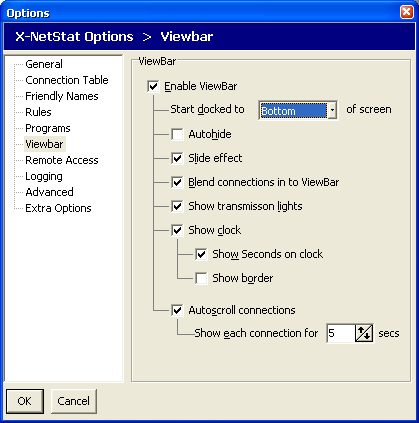 Options
X-NetStat Options > Viewbar
General
Connection Table
Friendly Names
Rules
Programs
Viewbar
Remote Access
Logging
Advanced
Extra Options
ViewBar
Enable ViewBar
Start docked to Bottom of screen
Autohide
Slide effect
Blend connections in to ViewBar
Show transmisson lights
Show clock
Show Seconds on clock
Show border
Autoscroll connections
Show each connection for 5 secs
OK Cancel